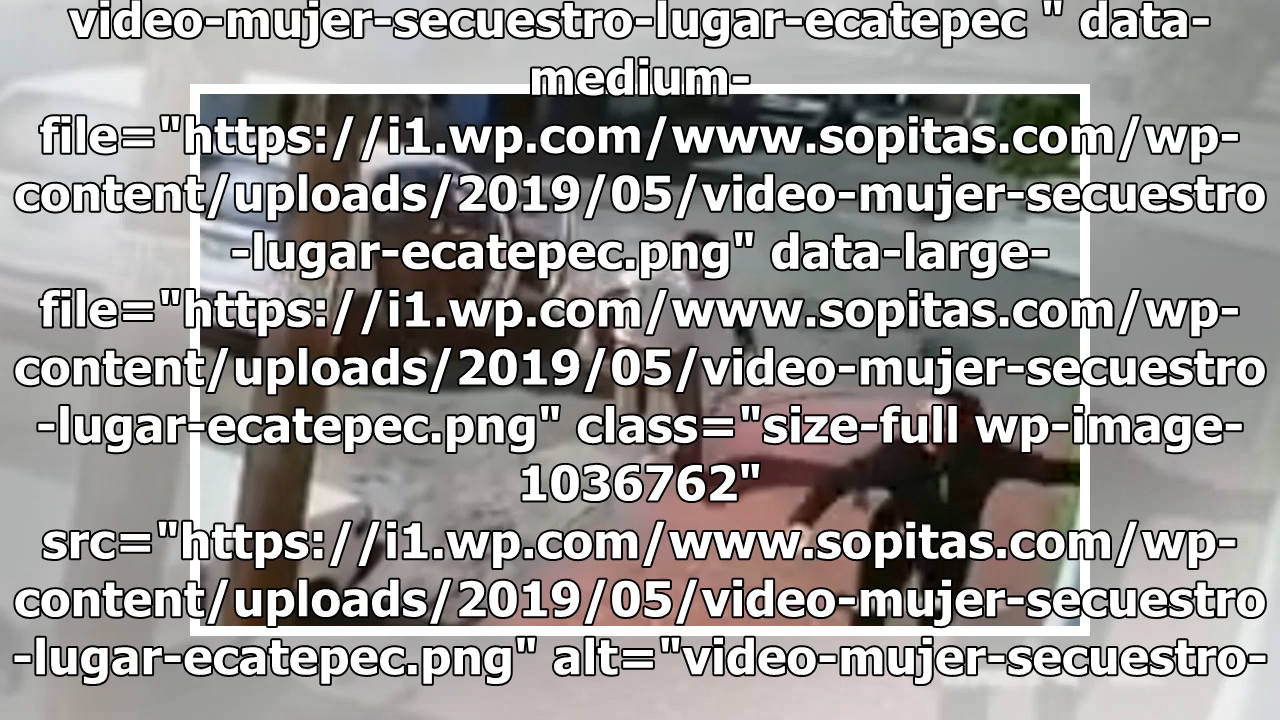 video-mujer-secuestro-lugar-ecatepec " data-
medium-
file="https://i1.wp.com/www.sopitas.com/wp-
content/uploads/2019/05/video-mujer-secuestro
-lugar-ecatepec.png" data-large-
file="https://i1.wp.com/www.sopitas.com/wp-
content/uploads/2019/05/video-mujer-secuestro
-lugar-ecatepec.png" class="size-full wp-image-
1036762"
src="https://i1.wp.com/www.sopitas.com/wp-
content/uploads/2019/05/video-mujer-secuestro
-lugar-ecatepec.png" alt="video-mujer-secuestro-